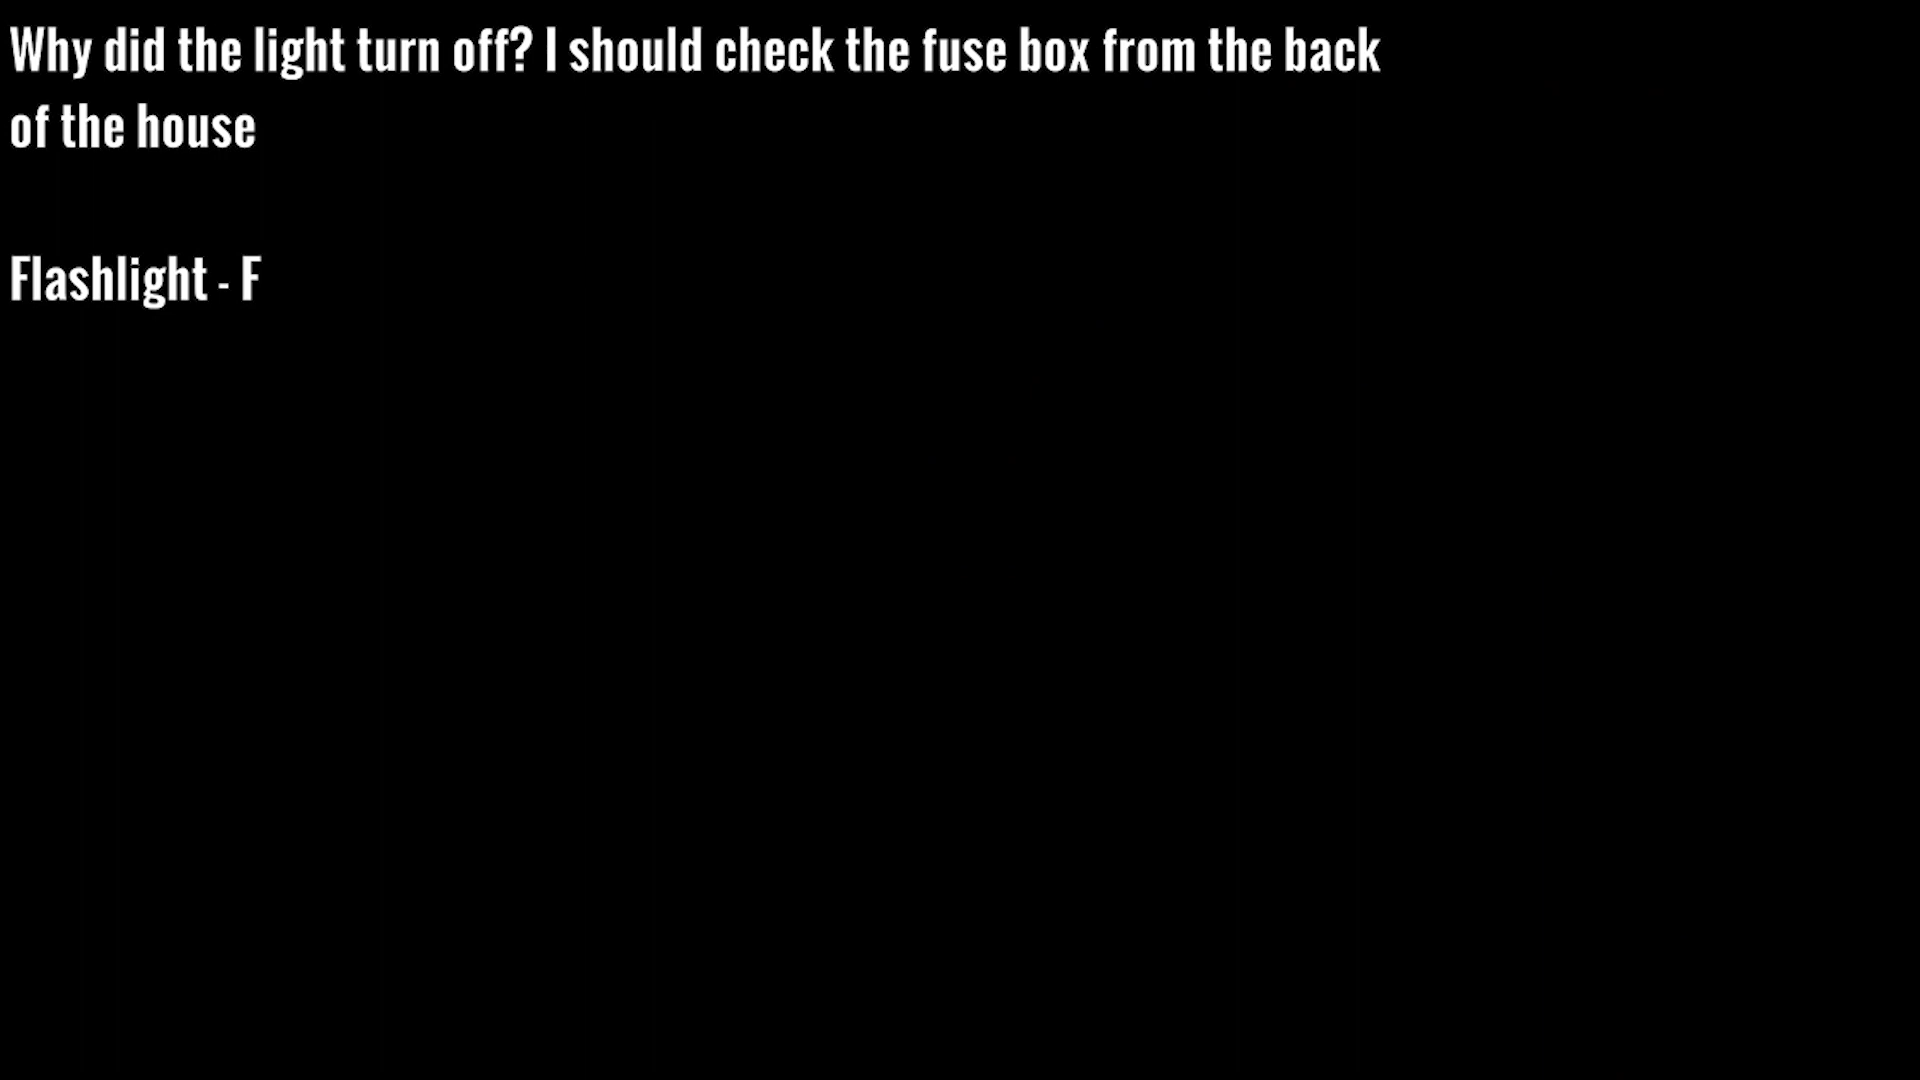 Why did the light turn off? I should check the fuse box from the back
of the house
Flashlight - F